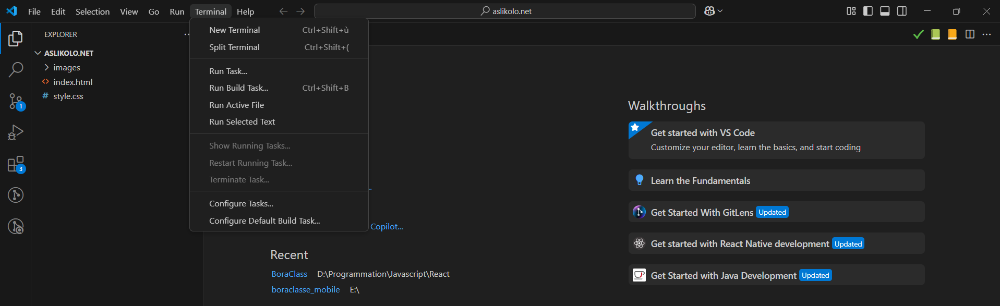 File Edit Selection View Go Run Terminal Help
aslikolo.net
EXPLORER
ASLIKOLO.NET
images
index.html
# style.css
1
3
New Terminal Ctrl+Shift+ù
Split Terminal Ctrl+Shift+(
Run Task...
Run Build Task... Ctrl+Shift+B
Run Active File
Run Selected Text
Show Running Tasks...
Restart Running Task...
Terminate Task...
Configure Tasks...
Configure Default Build Task...
Copilot...
Recent
BoraClass D:\Programmation\Javascript\React
boraclasse_mobile E:\
Walkthroughs
Get started with VS Code
Customize your editor, learn the basics, and start coding
Learn the Fundamentals
Get Started With GitLens Updated
Get started with React Native development Updated
Get Started with Java Development Updated